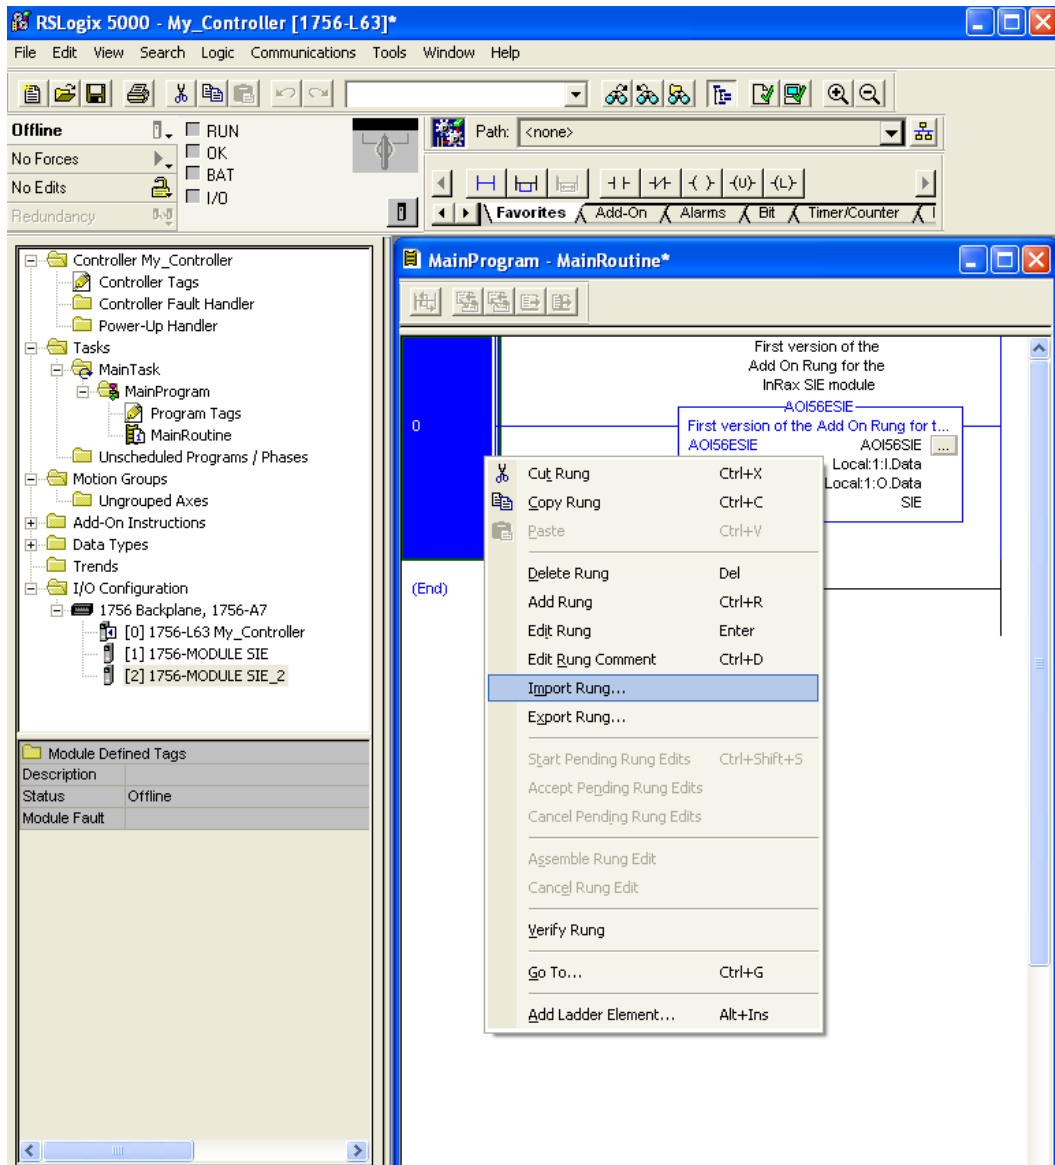 RSLogix 5000 - My_Controller [1756-L63]*
File Edit View Search Logic Communications Tools Window Help
Offline
RUN
No Forces
OK
No Edits
BAT
Redundancy
I/O
Path: <none>
Favorites Add-On Alarms Bit Timer/Counter
Controller My_Controller
Controller Tags
Controller Fault Handler
Power-Up Handler
Tasks
MainTask
MainProgram
Program Tags
MainRoutine
Unscheduled Programs / Phases
Motion Groups
Ungrouped Axes
Add-On Instructions
Data Types
Trends
I/O Configuration
1756 Backplane, 1756-A7
[0] 1756-L63 My_Controller
[1] 1756-MODULE SIE
[2] 1756-MODULE SIE_2
Module Defined Tags
Description
Status Offline
Module Fault
MainProgram - MainRoutine*
First version of the
Add On Rung for the
InRax SIE module
AOI56ESIE
0
First version of the Add On Rung for t...
AOI56ESIE AOI56SIE ...
Local:1:I.Data
Local:1:O.Data
SIE
(End)
Cut Rung Ctrl+X
Copy Rung Ctrl+C
Paste Ctrl+V
Delete Rung Del
Add Rung Ctrl+R
Edit Rung Enter
Edit Rung Comment Ctrl+D
Import Rung...
Export Rung...
Start Pending Rung Edits Ctrl+Shift+S
Accept Pending Rung Edits
Cancel Pending Rung Edits
Assemble Rung Edit
Cancel Rung Edit
Verify Rung
Go To... Ctrl+G
Add Ladder Element... Alt+Ins